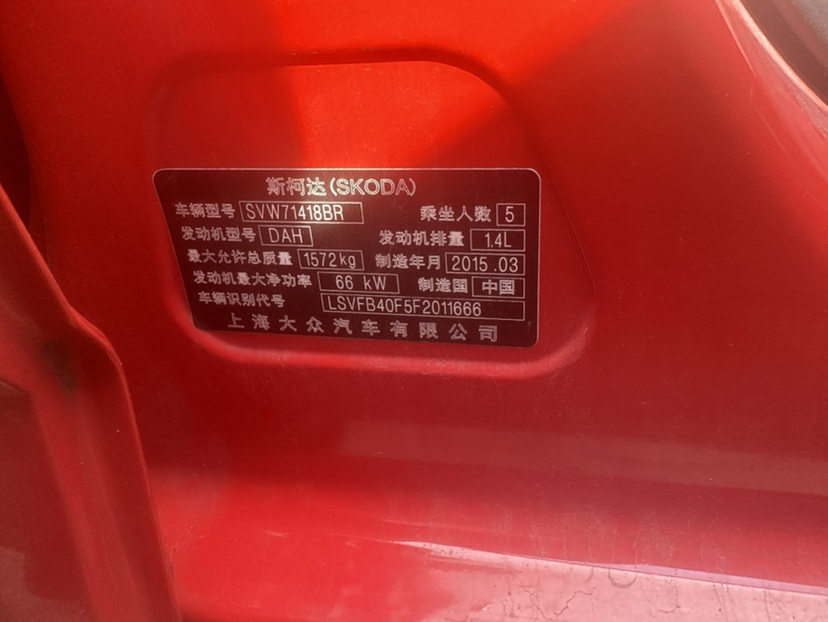 斯柯达(SKODA)
车辆型号 SVW71418BR 乘坐人数 5
发动机型号 DAH 发动机排量 1.4L
最大允许总质量 1572kg 制造年月 2015.03
发动机最大净功率 66 kW 制造国 中国
车辆识别代号 LSVFB40F5F2011666
上海大众汽车有限公司